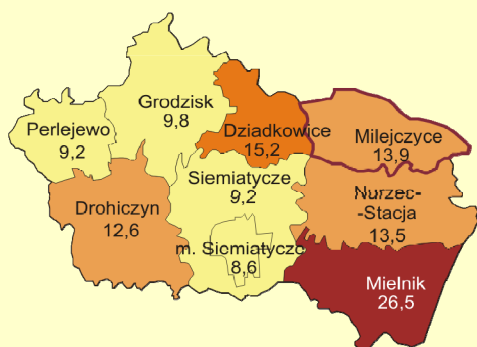 Grodzisk
9,8
Perlejewo
9,2
Dziadkowice
15,2
Milejczyce
13,9
Siemiatycze
9,2
Drohiczyn
12,6
Nurzec-
-Stacja
13,5
m. Siemiatycze
8,6
Mielnik
26,5